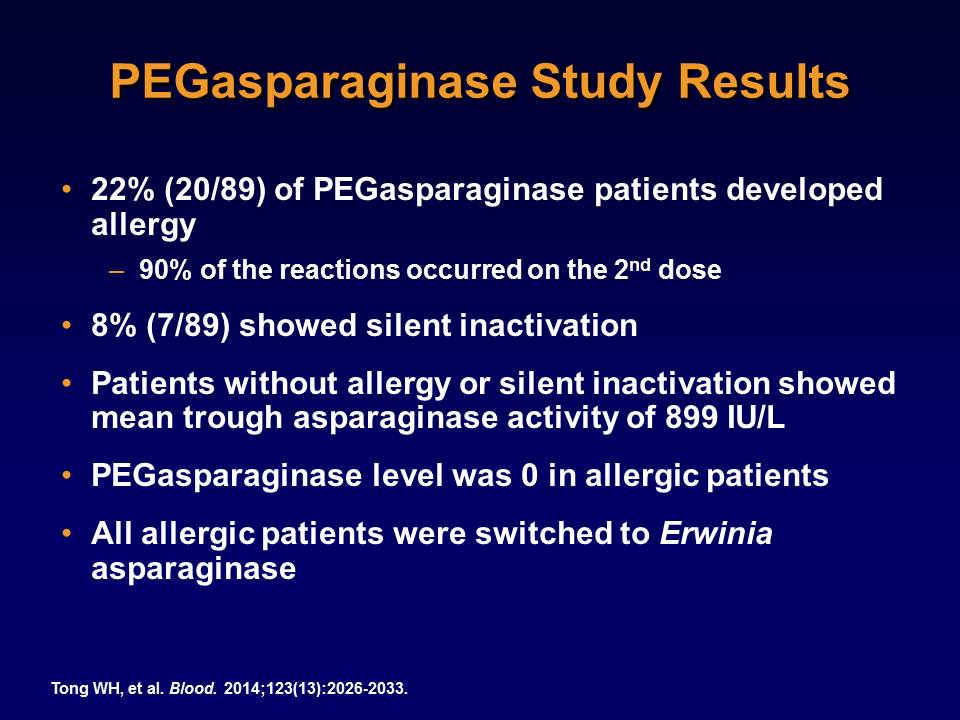 PEGasparaginase Study Results
• 22% (20/89) of PEGasparaginase patients developed
allergy
– 90% of the reactions occurred on the 2nd dose
• 8% (7/89) showed silent inactivation
• Patients without allergy or silent inactivation showed
mean trough asparaginase activity of 899 IU/L
• PEGasparaginase level was 0 in allergic patients
• All allergic patients were switched to Erwinia
asparaginase
Tong WH, et al. Blood. 2014;123(13):2026-2033.